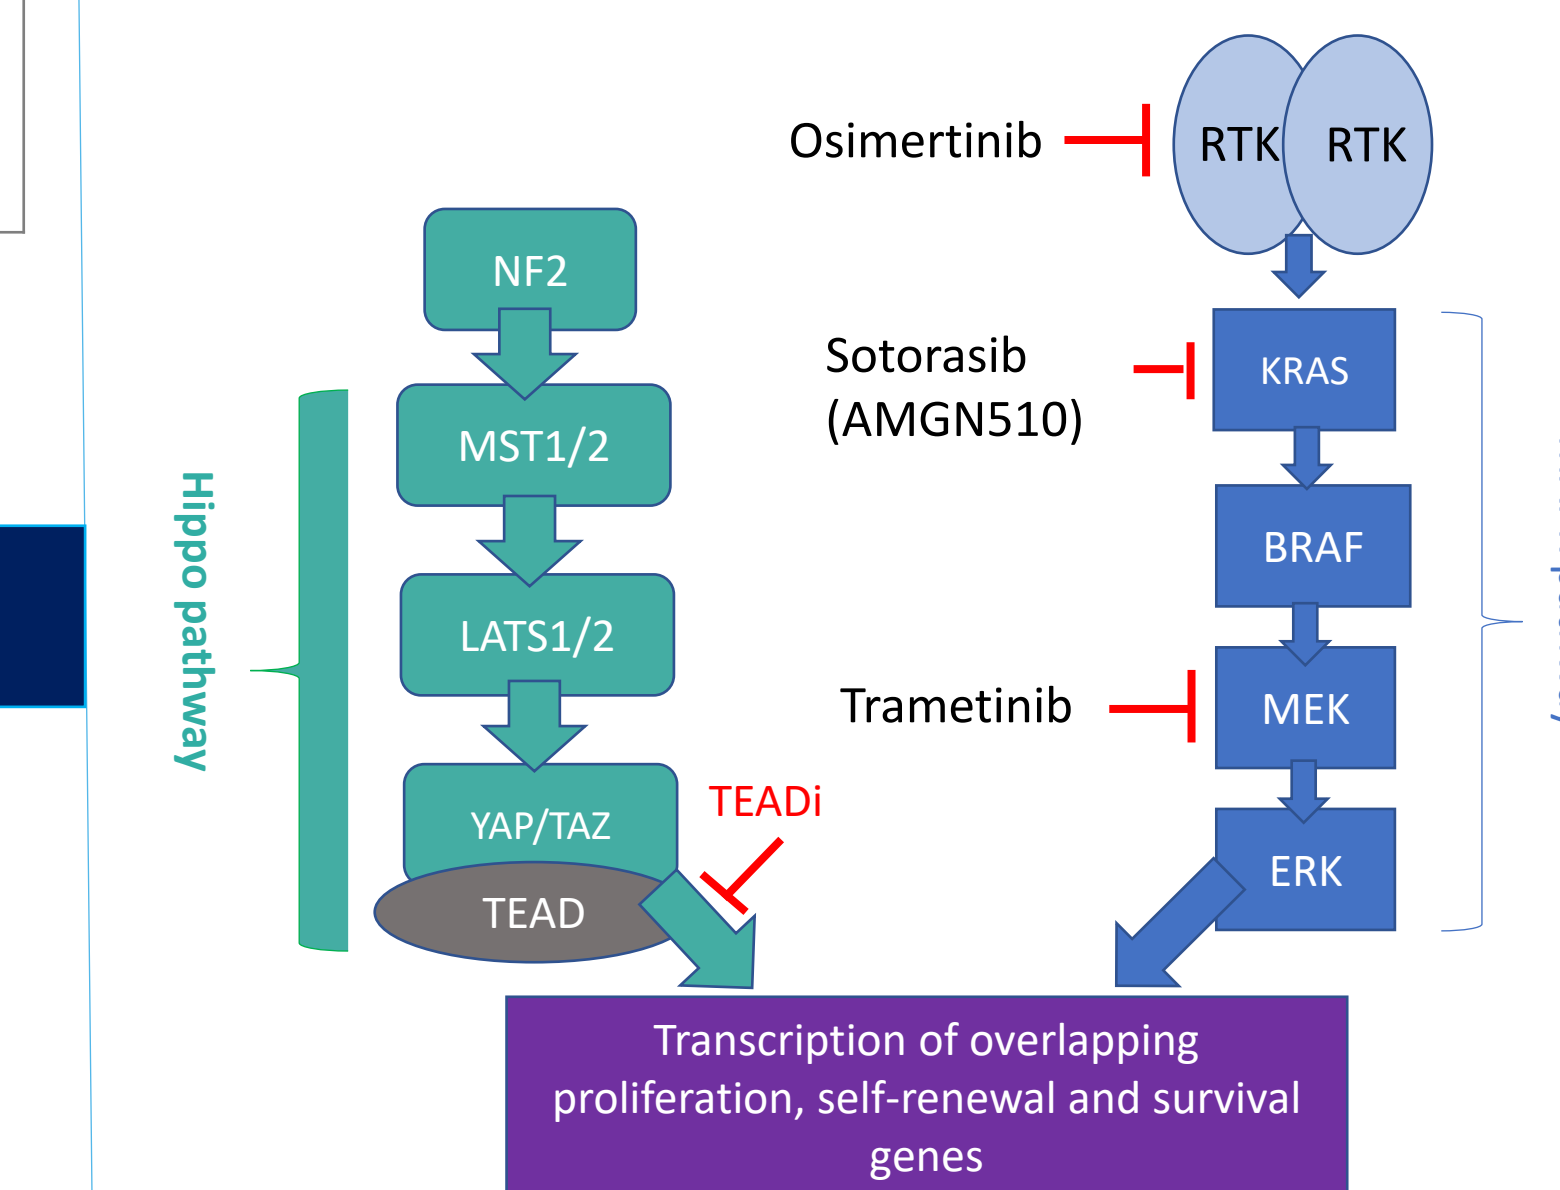 Osimertinib
RTK
RTK
NF2
Sotorasib
(AMGN510)
KRAS
MST1/2
BRAF
Hippo pathway
LATS1/2
Trametinib
MEK
TEADi
YAP/TAZ
TEAD
ERK
Transcription of overlapping
proliferation, self-renewal and survival
genes